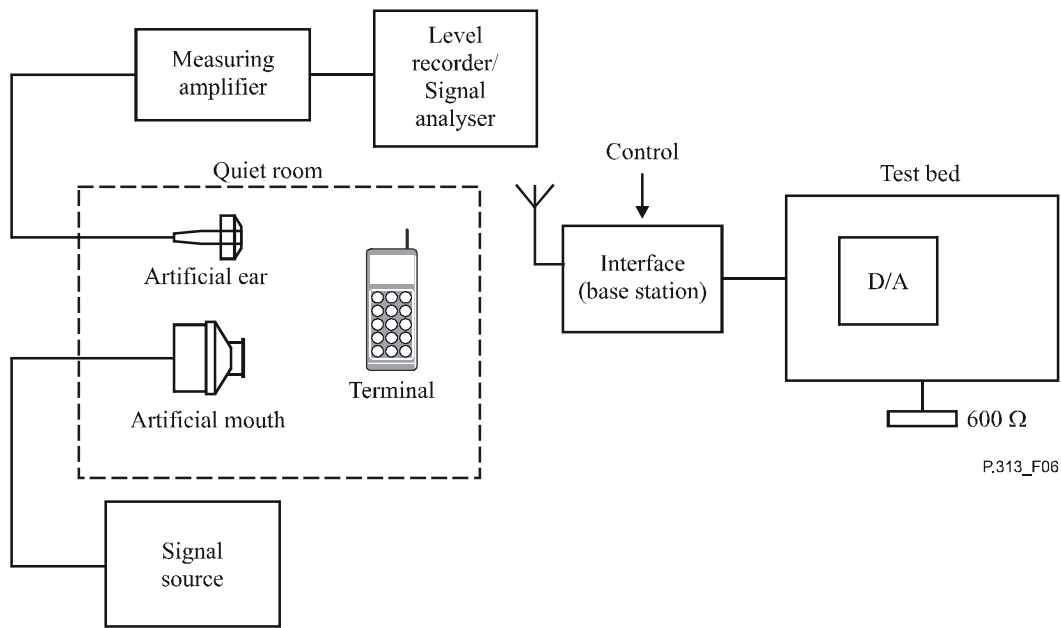 Measuring
amplifier
Level
recorder/
Signal
analyser
Quiet room
Artificial ear
Artificial mouth
Terminal
Signal
source
Control
Interface
(base station)
Test bed
D/A
600 Ω
P.313_F06